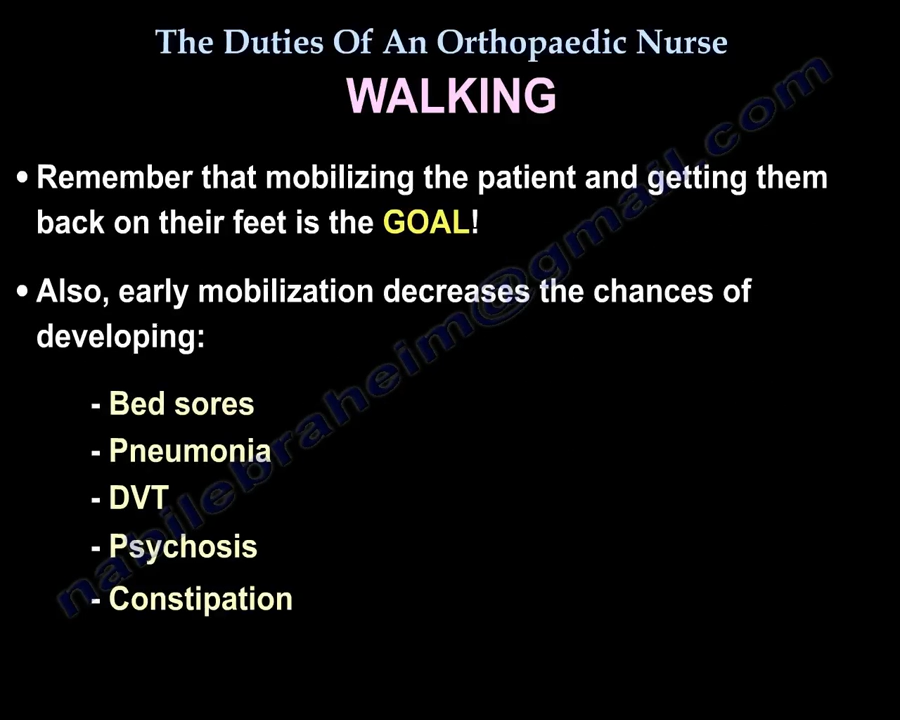 The Duties Of An Orthopaedic Nurse
WALKING
• Remember that mobilizing the patient and getting them
back on their feet is the GOAL!
• Also, early mobilization decreases the chances of
developing:
- Bed sores
- Pneumonia
- DVT
- Psychosis
- Constipation
nabilebraheim@gmail.com